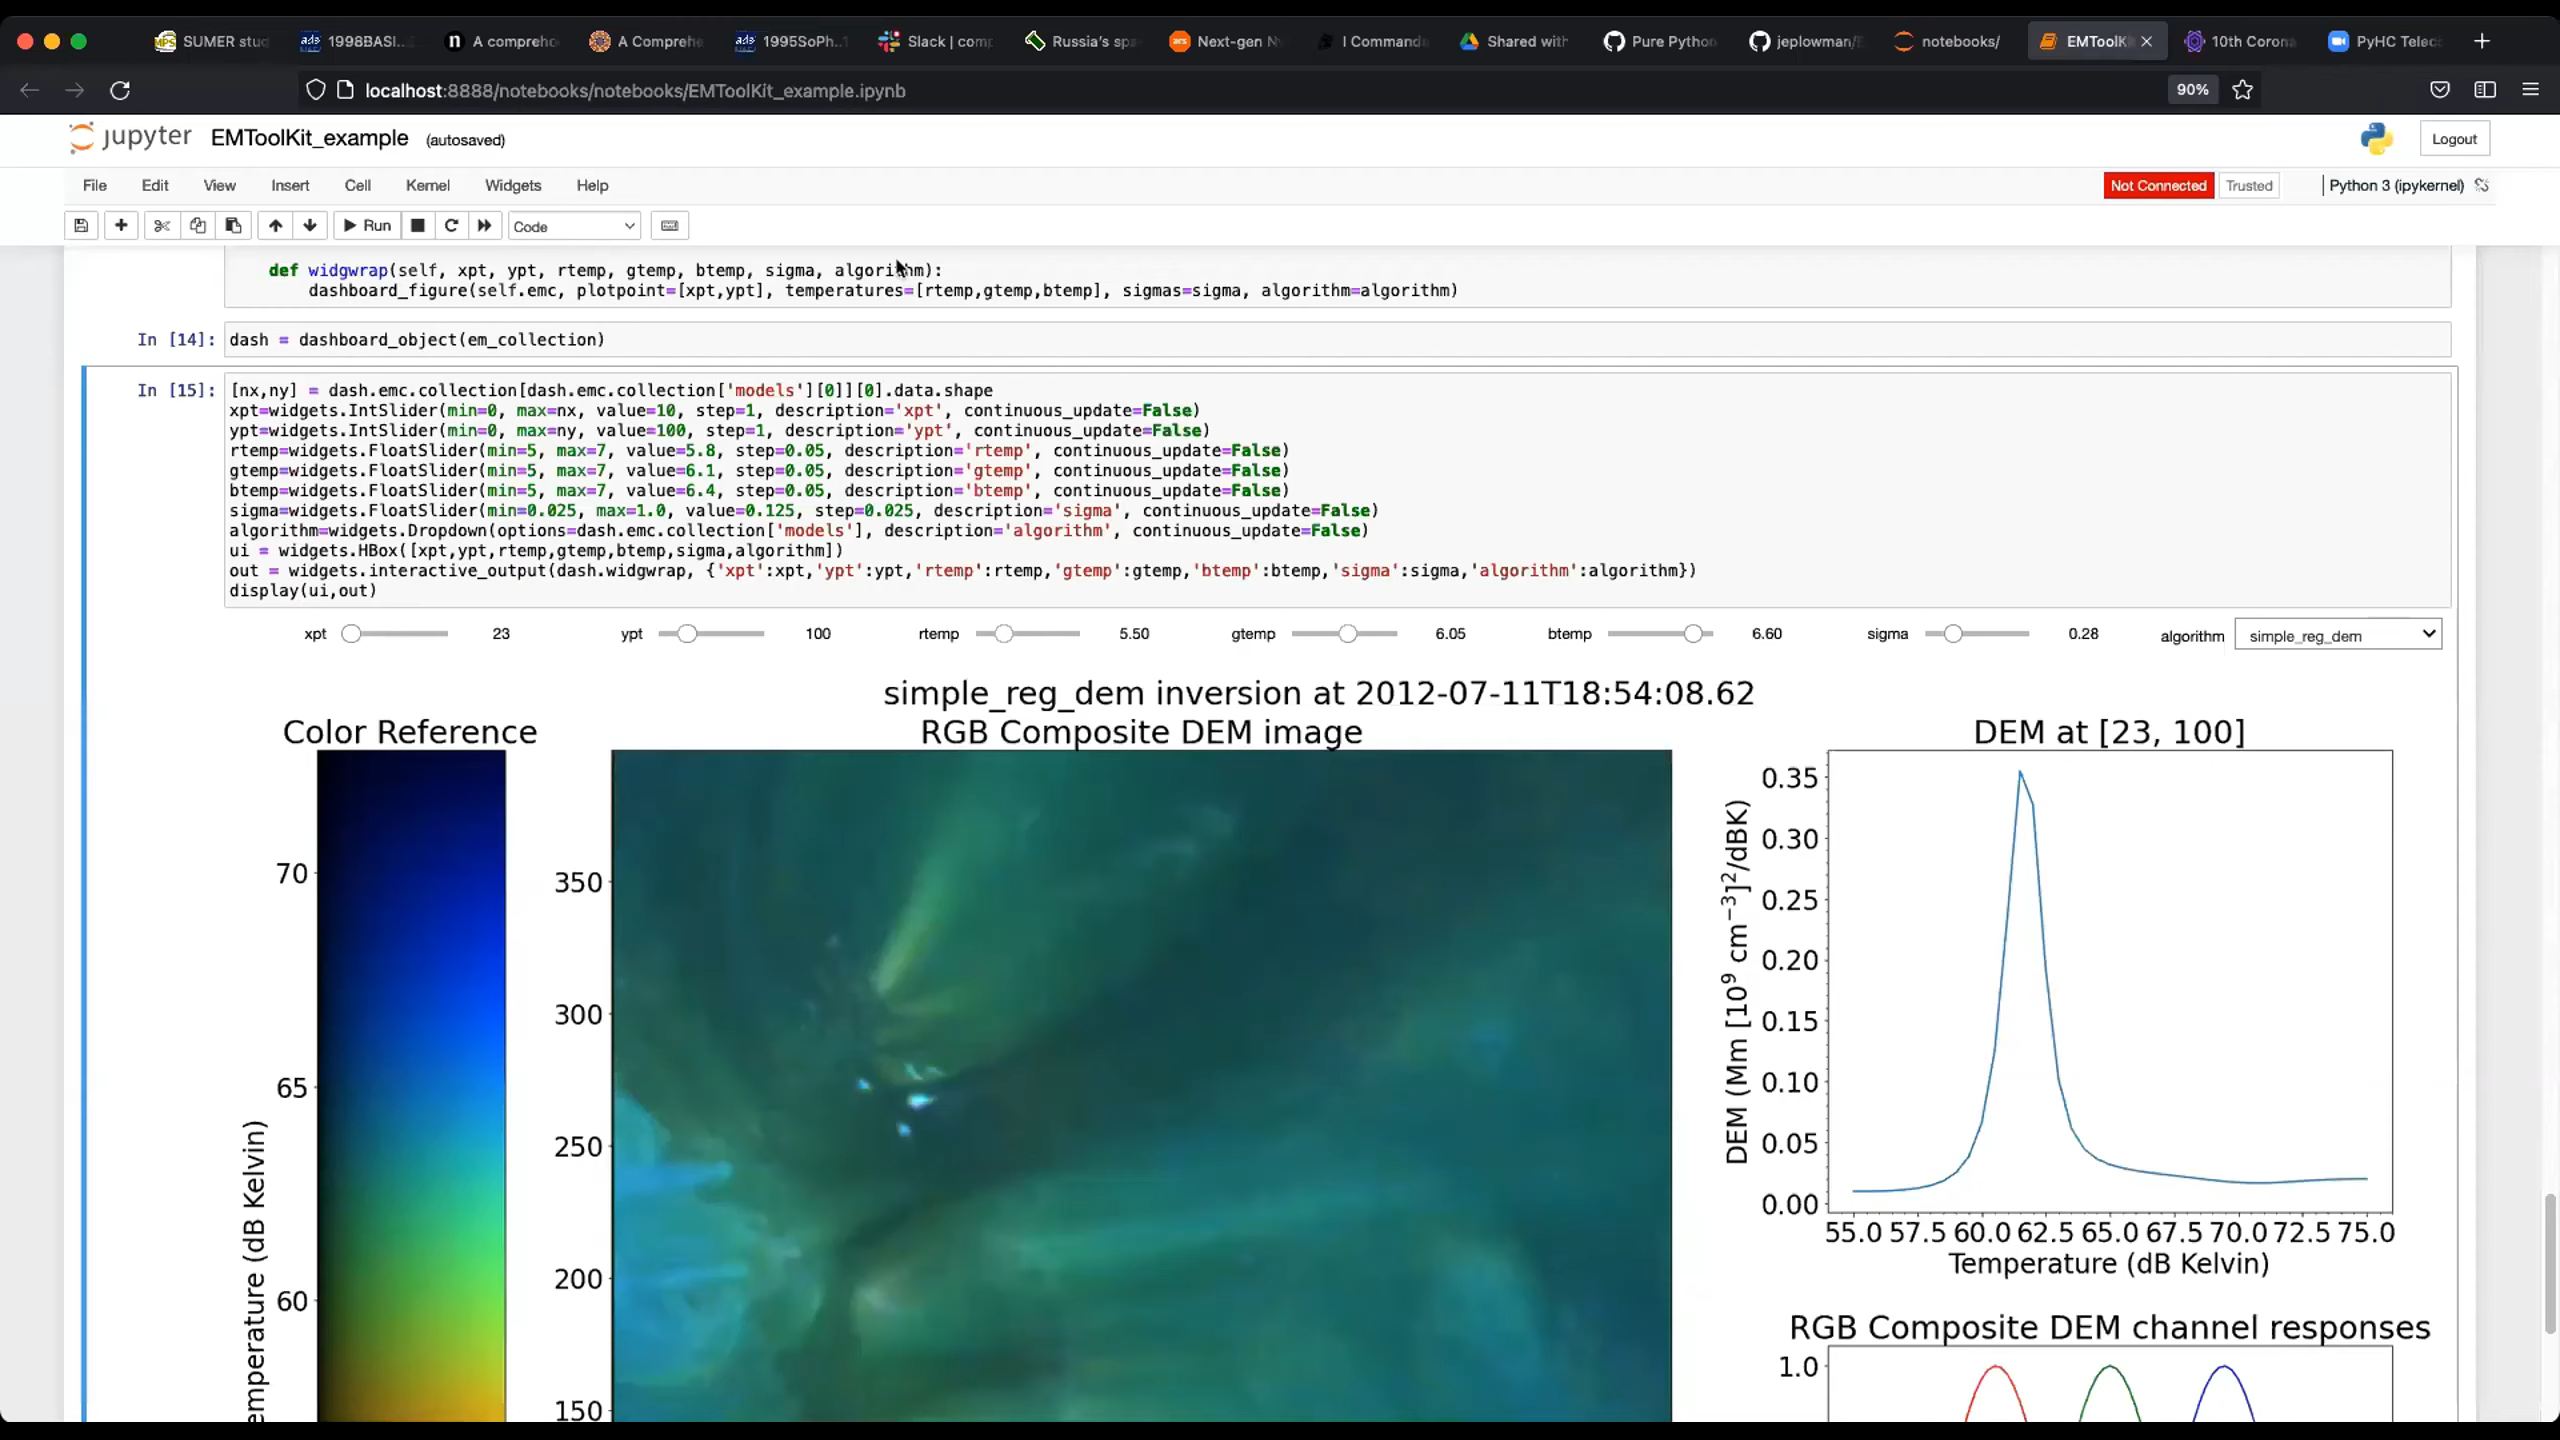 SUMER stu
1998BASI...
A compreho
A Comprehe
1995SoPh..
Slack | com
Russia's spa
Next-gen N
I Command
Shared with
Pure Python
jeplowman/E
notebooks/
EMToolK
10th Corona
PyHC Telec
localhost:8888/notebooks/notebooks/EMToolKit_example.ipynb
90%
jupyter EMToolKit_example (autosaved)
Logout
File Edit View Insert Cell Kernel Widgets Help
Not Connected Trusted Python 3 (ipykernel)
Run Code
def widgwrap(self, xpt, ypt, rtemp, gtemp, btemp, sigma, algorithm):
dashboard_figure(self.emc, plotpoint=[xpt,ypt], temperatures=[rtemp,gtemp,btemp], sigmas=sigma, algorithm=algorithm)
In [14]: dash = dashboard_object(em_collection)
In [15]: [nx,ny] = dash.emc.collection[dash.emc.collection['models'][0]][0].data.shape
xpt=widgets.IntSlider(min=0, max=nx, value=10, step=1, description='xpt', continuous_update=False)
ypt=widgets.IntSlider(min=0, max=ny, value=100, step=1, description='ypt', continuous_update=False)
rtemp=widgets.FloatSlider(min=5, max=7, value=5.8, step=0.05, description='rtemp', continuous_update=False)
gtemp=widgets.FloatSlider(min=5, max=7, value=6.1, step=0.05, description='gtemp', continuous_update=False)
btemp=widgets.FloatSlider(min=5, max=7, value=6.4, step=0.05, description='btemp', continuous_update=False)
sigma=widgets.FloatSlider(min=0.025, max=1.0, value=0.125, step=0.025, description='sigma', continuous_update=False)
algorithm=widgets.Dropdown(options=dash.emc.collection['models'], description='algorithm', continuous_update=False)
ui = widgets.HBox([xpt,ypt,rtemp,gtemp,btemp,sigma,algorithm])
out = widgets.interactive_output(dash.widgwrap, {'xpt':xpt,'ypt':ypt,'rtemp':rtemp,'gtemp':gtemp,'btemp':btemp,'sigma':sigma,'algorithm':algorithm})
display(ui,out)
xpt 23 ypt 100 rtemp 5.50 gtemp 6.05 btemp 6.60 sigma 0.28 algorithm simple_reg_dem
simple_reg_dem inversion at 2012-07-11T18:54:08.62
Color Reference
70
65
60
emperature (dB Kelvin)
RGB Composite DEM image
350
300
250
200
150
DEM at [23, 100]
0.35
0.30
0.25
0.20
0.15
0.10
0.05
0.00
DEM (Mm [10⁹ cm⁻³]²/dBK)
55.0 57.5 60.0 62.5 65.0 67.5 70.0 72.5 75.0
Temperature (dB Kelvin)
RGB Composite DEM channel responses
1.0